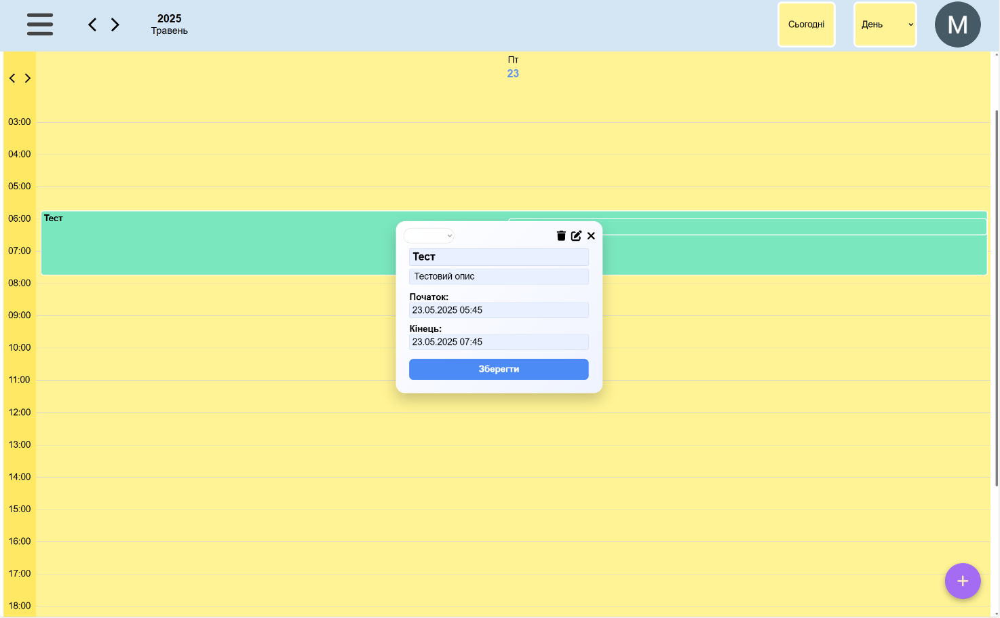 2025
Травень
Сьогодні
День
M
Пт
23
03:00
04:00
05:00
06:00
07:00
08:00
09:00
10:00
11:00
12:00
13:00
14:00
15:00
16:00
17:00
18:00
Тест
Тест
Тестовий опис
Початок:
23.05.2025 05:45
Кінець:
23.05.2025 07:45
Зберегти
+